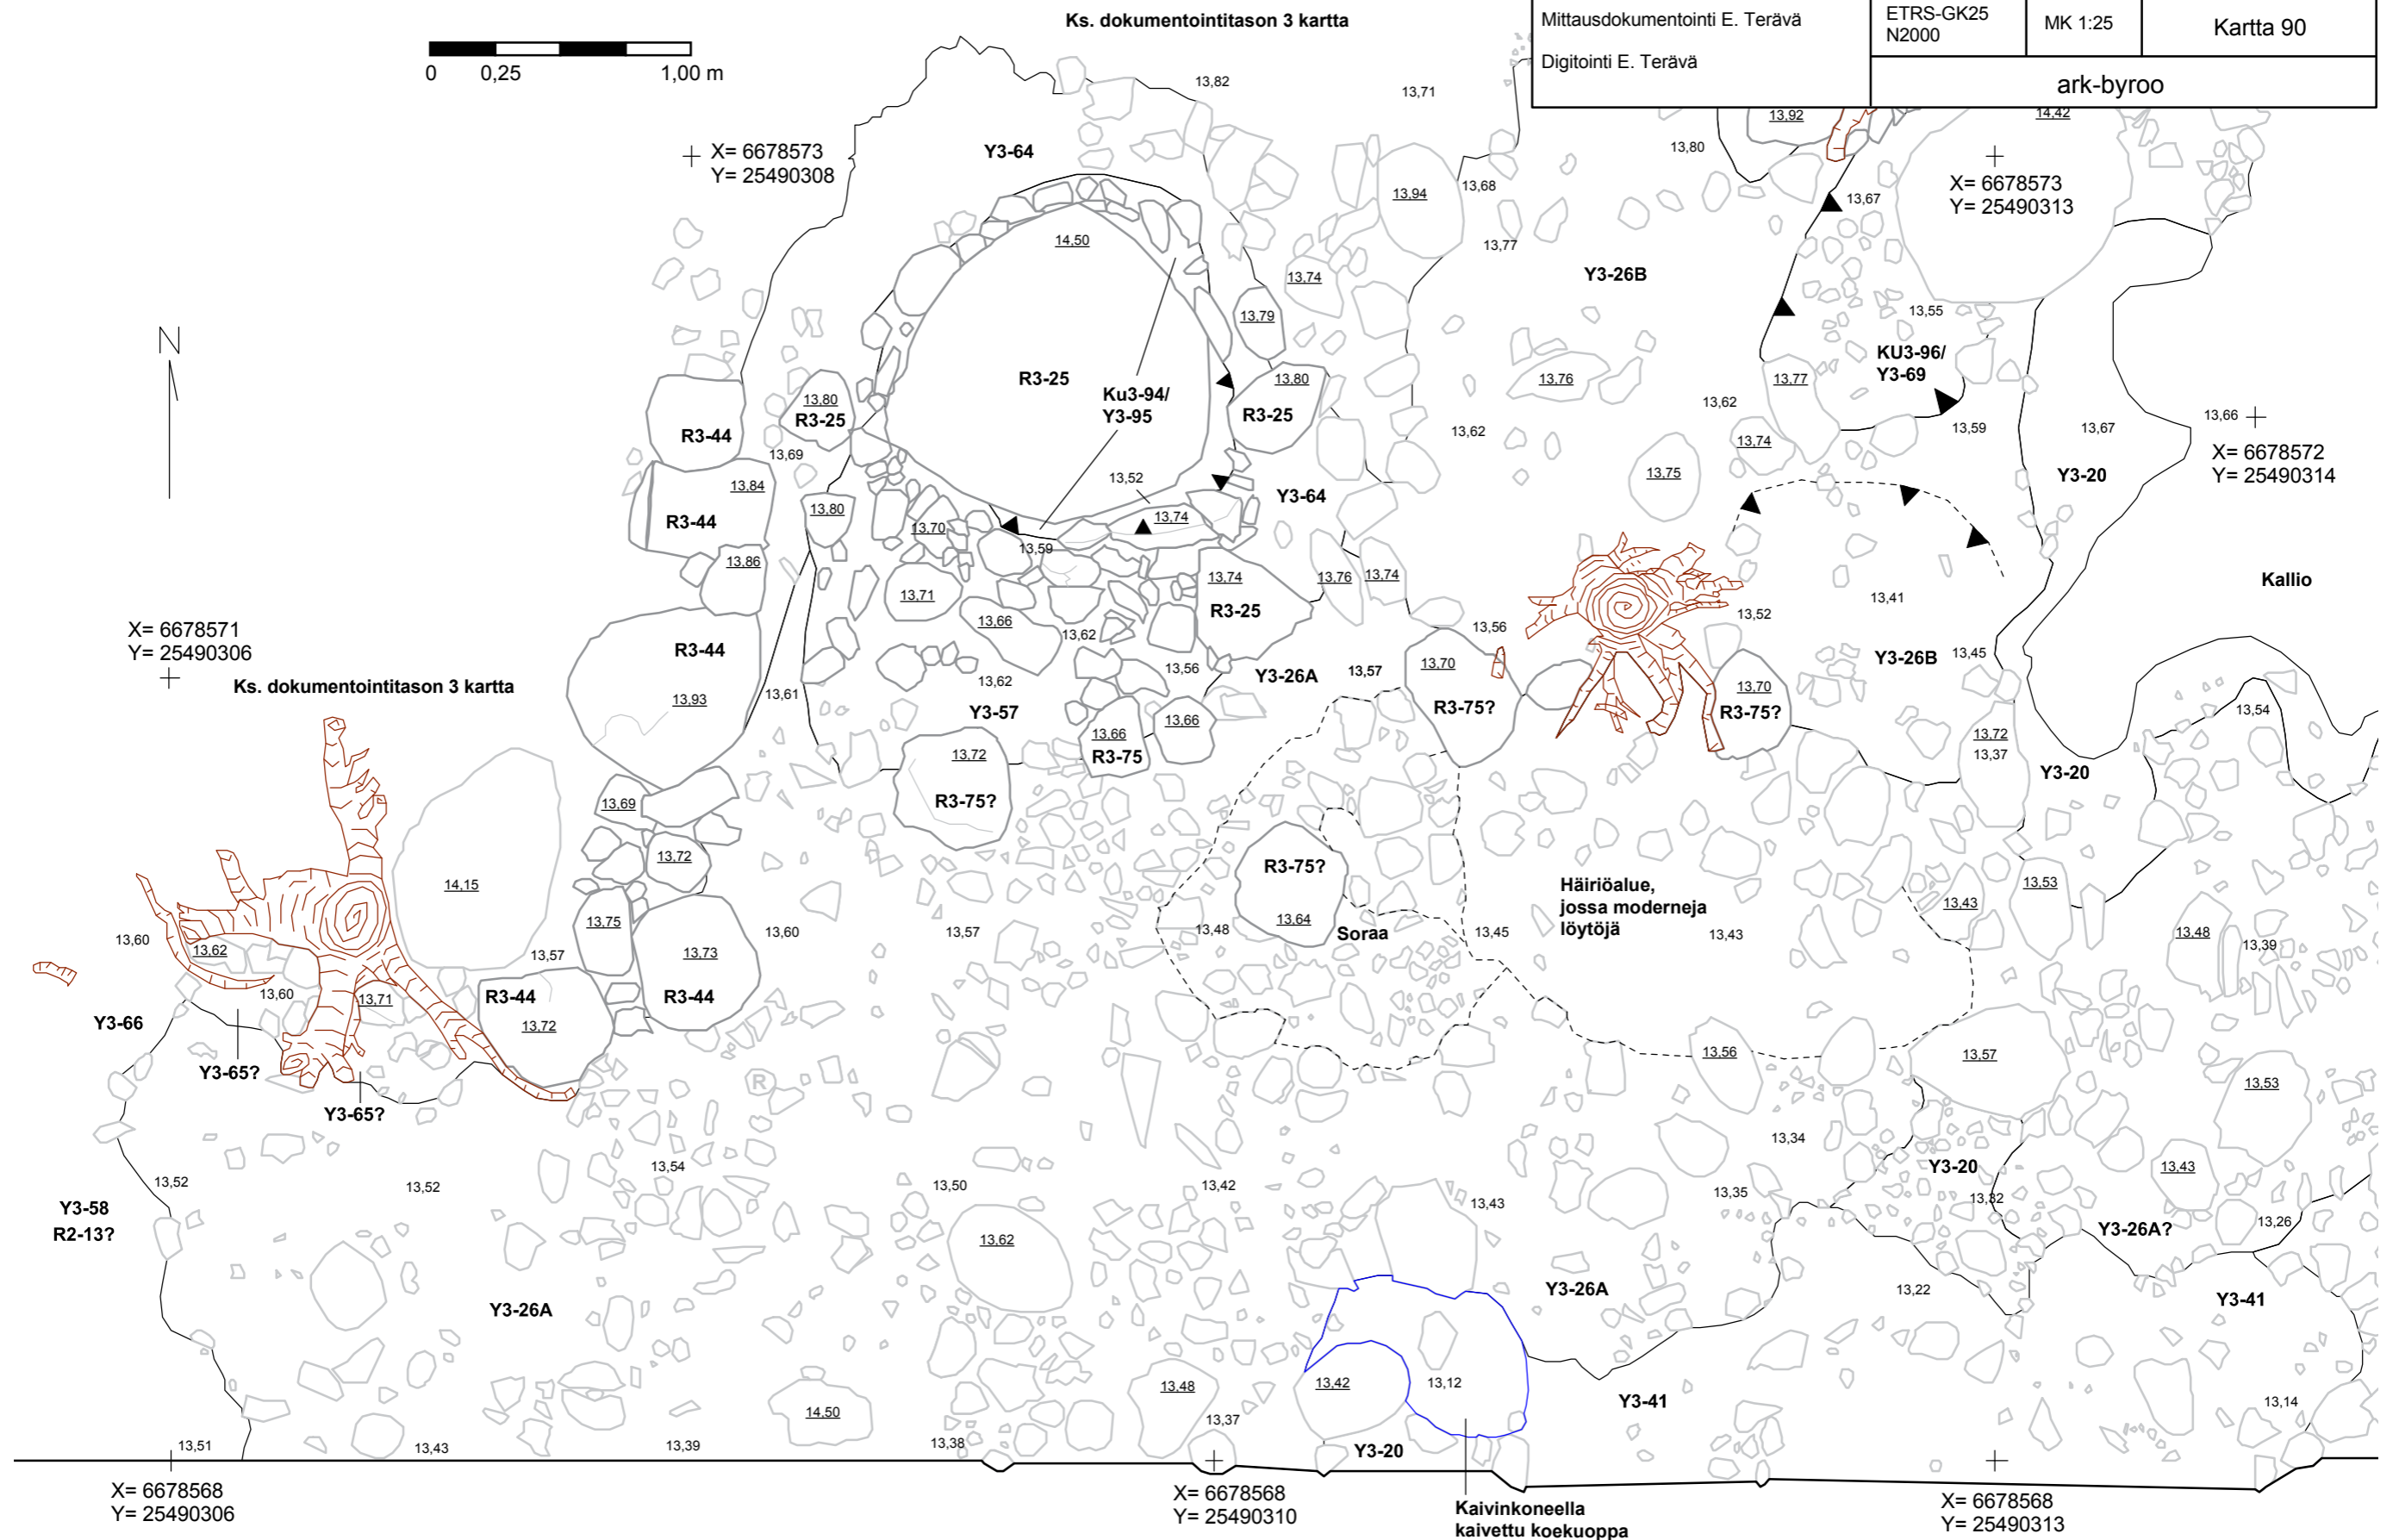 Ks. dokumentointitason 3 kartta
Mittausdokumentointi E. Terävä
Digitointi E. Terävä
ETRS-GK25
N2000
MK 1:25
Kartta 90
ark-byroo
0 0,25 1,00 m
13,82
13,71
13,92
14,42
X= 6678573
Y= 25490308
Y3-64
13,80
13,94
13,68
13,67
X= 6678573
Y= 25490313
14,50
13,77
13,74
Y3-26B
13,79
13,55
R3-25
Ku3-94/
Y3-95
13,80
R3-25
13,76
13,77
KU3-96/
Y3-69
13,80
R3-25
R3-44
13,62
13,62
13,59
13,67
13,66
X= 6678572
Y= 25490314
13,69
13,74
13,75
Y3-20
13,84
R3-44
13,80
13,70
13,52
13,74
Y3-64
N
13,86
13,59
13,74
R3-25
13,76
13,74
Kallio
13,71
13,66
13,62
13,52
13,41
13,56
X= 6678571
Y= 25490306
R3-44
13,93
13,61
13,62
13,56
Y3-26A
13,57
13,70
R3-75?
13,70
R3-75?
Y3-26B
13,45
Ks. dokumentointitason 3 kartta
Y3-57
13,66
R3-75
13,66
13,72
R3-75?
13,54
13,72
13,37
Y3-20
13,69
13,72
14,15
R3-75?
13,64
Soraa
Häiriöalue,
jossa moderneja
löytöjä
13,43
13,53
13,43
13,75
13,60
13,62
13,57
13,73
R3-44
13,60
13,57
13,48
13,45
13,48
13,39
13,60
13,71
R3-44
13,72
Y3-66
Y3-65?
Y3-65?
R
13,56
13,57
13,53
13,34
13,52
13,52
13,54
13,50
13,42
13,43
13,35
Y3-20
13,32
13,43
Y3-58
R2-13?
13,62
Y3-26A?
13,26
Y3-26A
Y3-26A
13,22
Y3-41
13,48
13,42
13,12
Y3-41
13,14
14,50
13,37
13,51
13,43
13,39
13,38
Y3-20
X= 6678568
Y= 25490306
X= 6678568
Y= 25490310
Kaivinkoneella
kaivettu koekuoppa
X= 6678568
Y= 25490313